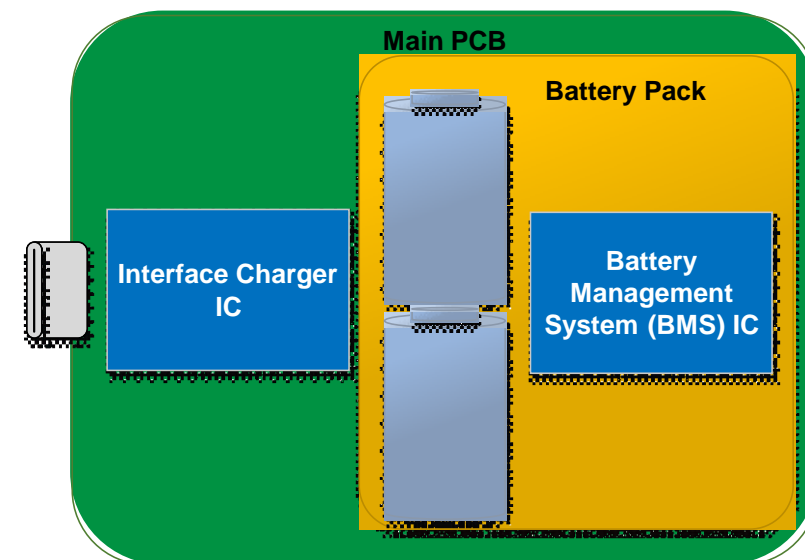 Main PCB
Battery Pack
Interface Charger
IC
Battery
Management
System (BMS) IC